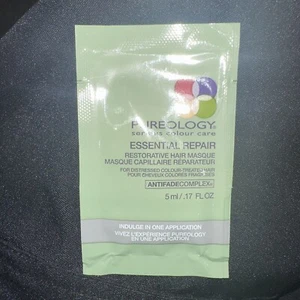 PUREOLOGY
serious colour care
ESSENTIAL REPAIR
RESTORATIVE HAIR MASQUE
MASQUE CAPILLAIRE RÉPARATEUR
FOR DISTRESSED COLOUR-TREATED HAIR
POUR CHEVEUX COLORÉS FRAGILISÉS
ANTIFADECOMPLEX®
5 ml/.17 FL.OZ
INDULGE IN ONE APPLICATION
VIVEZ L'EXPÉRIENCE PUREOLOGY
EN UNE APPLICATION